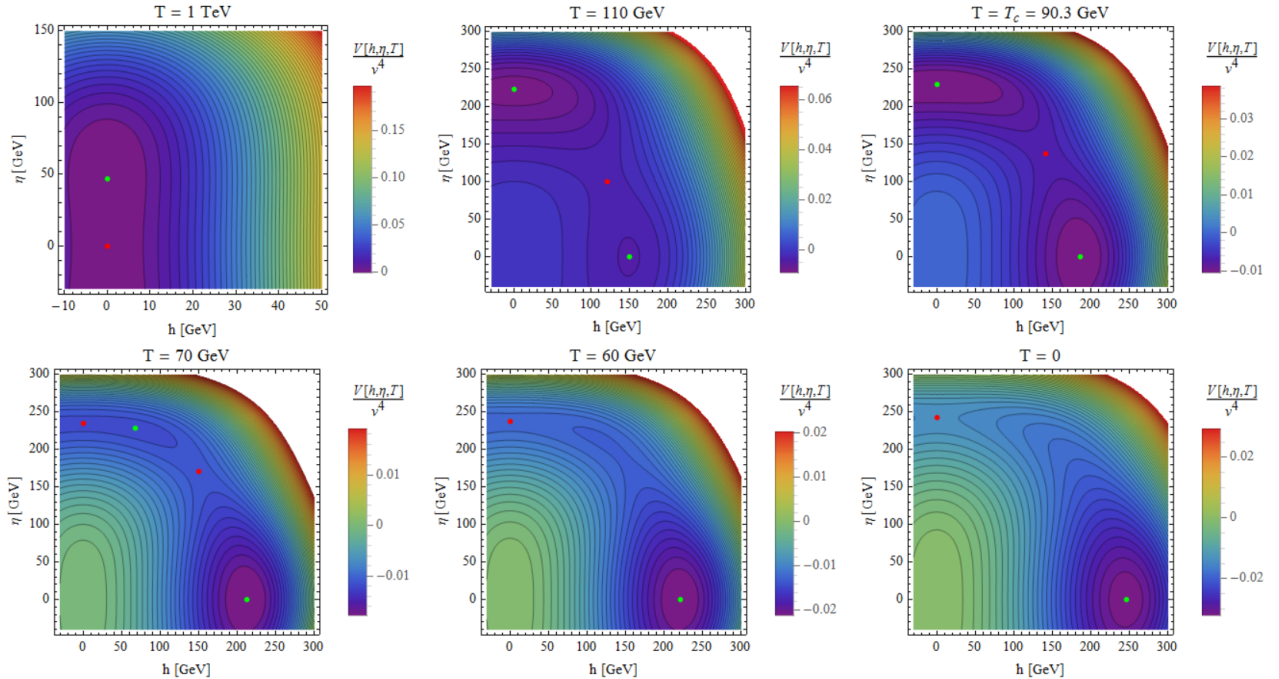 T = 1 TeV
150
100
50
0
η [GeV]
−10 0 10 20 30 40 50
h [GeV]
V[h,η,T]
v⁴
0.15
0.10
0.05
0
T = 110 GeV
300
250
200
150
100
50
0
η [GeV]
0 50 100 150 200 250 300
h [GeV]
V[h,η,T]
v⁴
0.06
0.04
0.02
0
T = T_c = 90.3 GeV
300
250
200
150
100
50
0
η [GeV]
0 50 100 150 200 250 300
h [GeV]
V[h,η,T]
v⁴
0.03
0.02
0.01
0
−0.01
T = 70 GeV
300
250
200
150
100
50
0
η [GeV]
0 50 100 150 200 250 300
h [GeV]
V[h,η,T]
v⁴
0.01
0
−0.01
T = 60 GeV
300
250
200
150
100
50
0
η [GeV]
0 50 100 150 200 250 300
h [GeV]
V[h,η,T]
v⁴
0.02
0.01
0
−0.01
−0.02
T = 0
300
250
200
150
100
50
0
η [GeV]
0 50 100 150 200 250 300
h [GeV]
V[h,η,T]
v⁴
0.02
0
−0.02